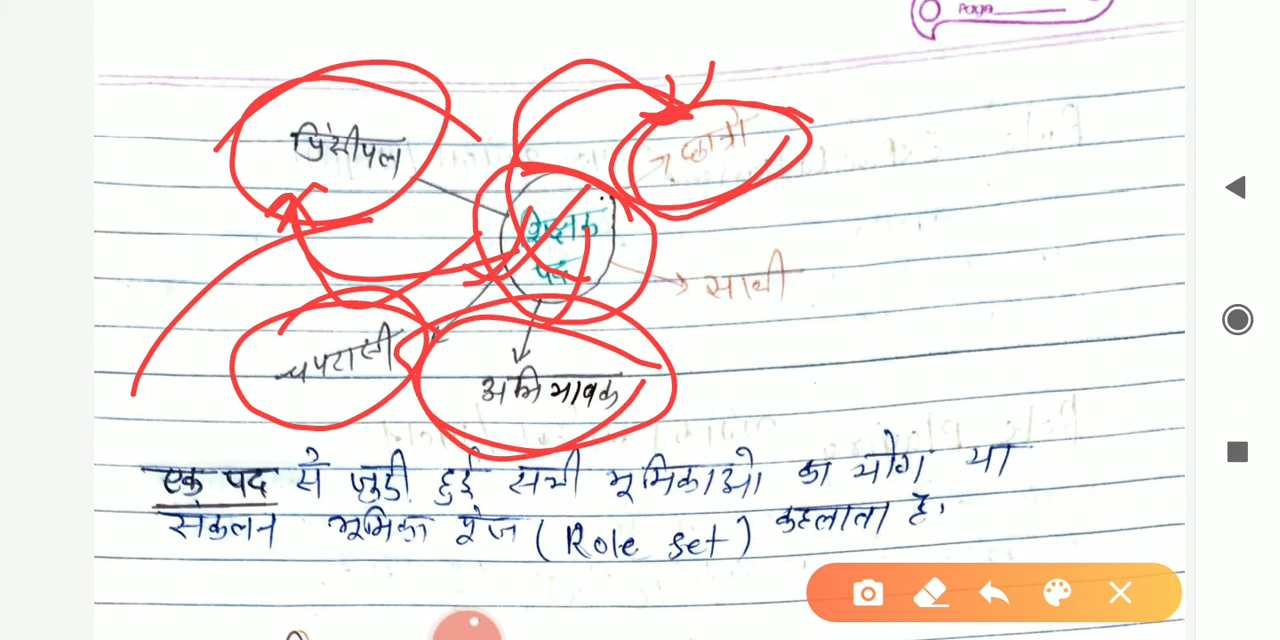 Page
प्रिंसीपल
छात्रो
शिक्षक
पद
साथी
चपरासी
अभिभावक
एक पद से जुडी हुई सभी भूमिकाओ का योग या
संकलन भूमिका पुंज (Role set) कहलाता है.